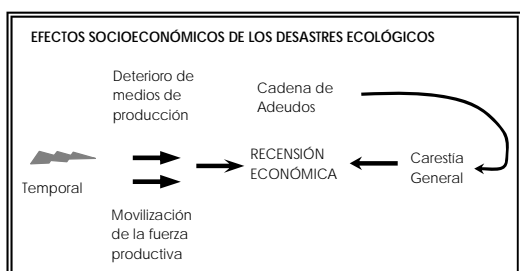 EFECTOS SOCIOECONÓMICOS DE LOS DESASTRES ECOLÓGICOS
Deterioro de
medios de
producción
Cadena de
Adeudos
Temporal
RECENSIÓN
ECONÓMICA
Carestía
General
Movilización
de la fuerza
productiva